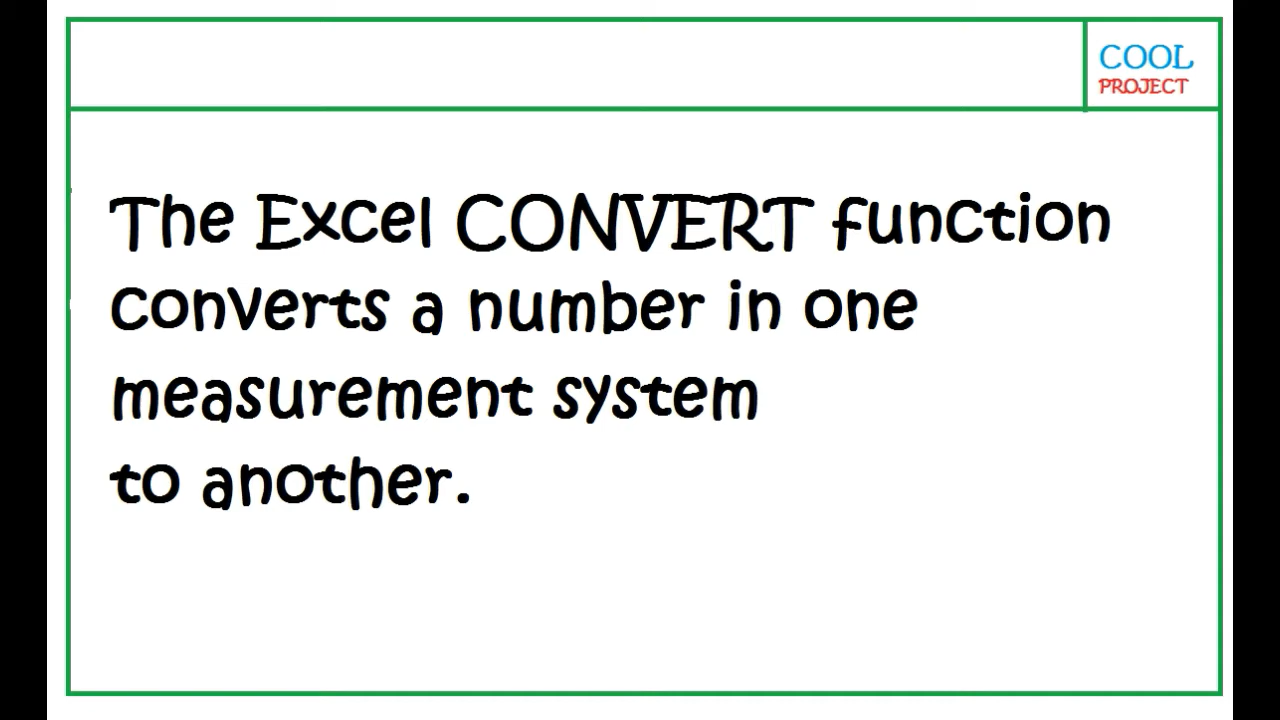 COOL
PROJECT
The Excel CONVERT function
converts a number in one
measurement system
to another.